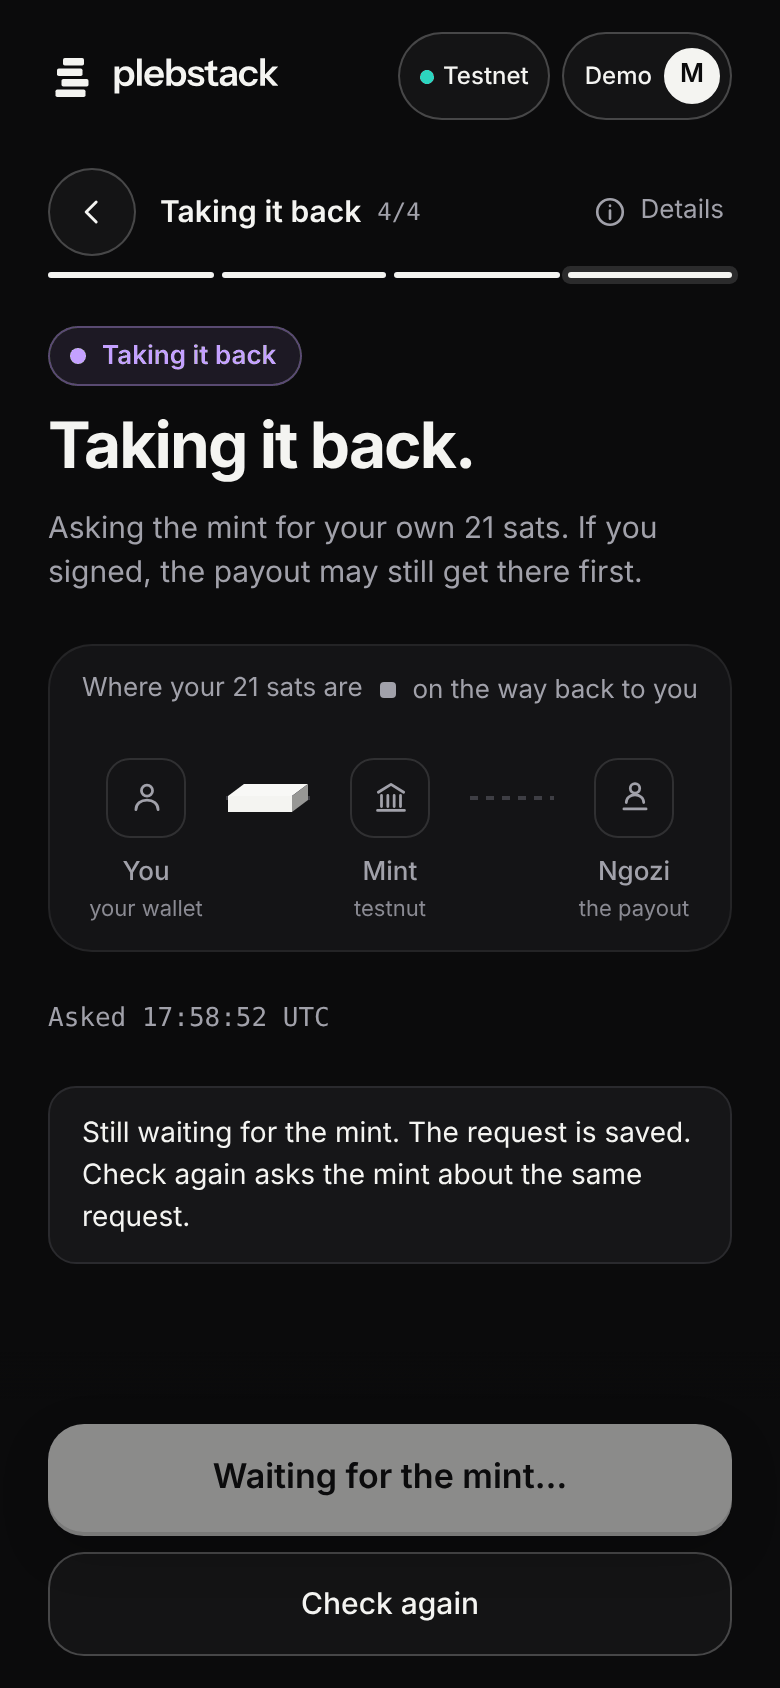 plebstack
Testnet
Demo M
Taking it back 4/4
Details
Taking it back
Taking it back.
Asking the mint for your own 21 sats. If you
signed, the payout may still get there first.
Where your 21 sats are on the way back to you
You
your wallet
Mint
testnut
Ngozi
the payout
Asked 17:58:52 UTC
Still waiting for the mint. The request is saved.
Check again asks the mint about the same
request.
Waiting for the mint...
Check again